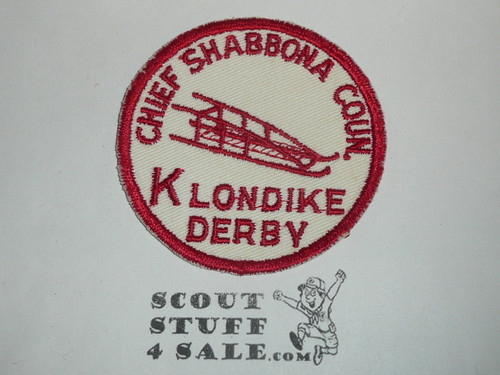 CHIEF SHABBONA COUN.
KLONDIKE
DERBY
SCOUT
STUFF
4 SALE.COM